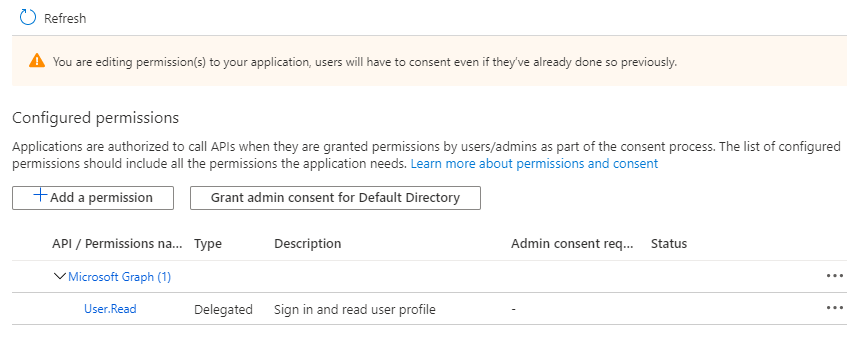 Refresh
You are editing permission(s) to your application, users will have to consent even if they've already done so previously.
Configured permissions
Applications are authorized to call APIs when they are granted permissions by users/admins as part of the consent process. The list of configured
permissions should include all the permissions the application needs. Learn more about permissions and consent
+ Add a permission Grant admin consent for Default Directory
API / Permissions na... Type Description Admin consent req... Status
Microsoft Graph (1) ...
User.Read Delegated Sign in and read user profile - ...